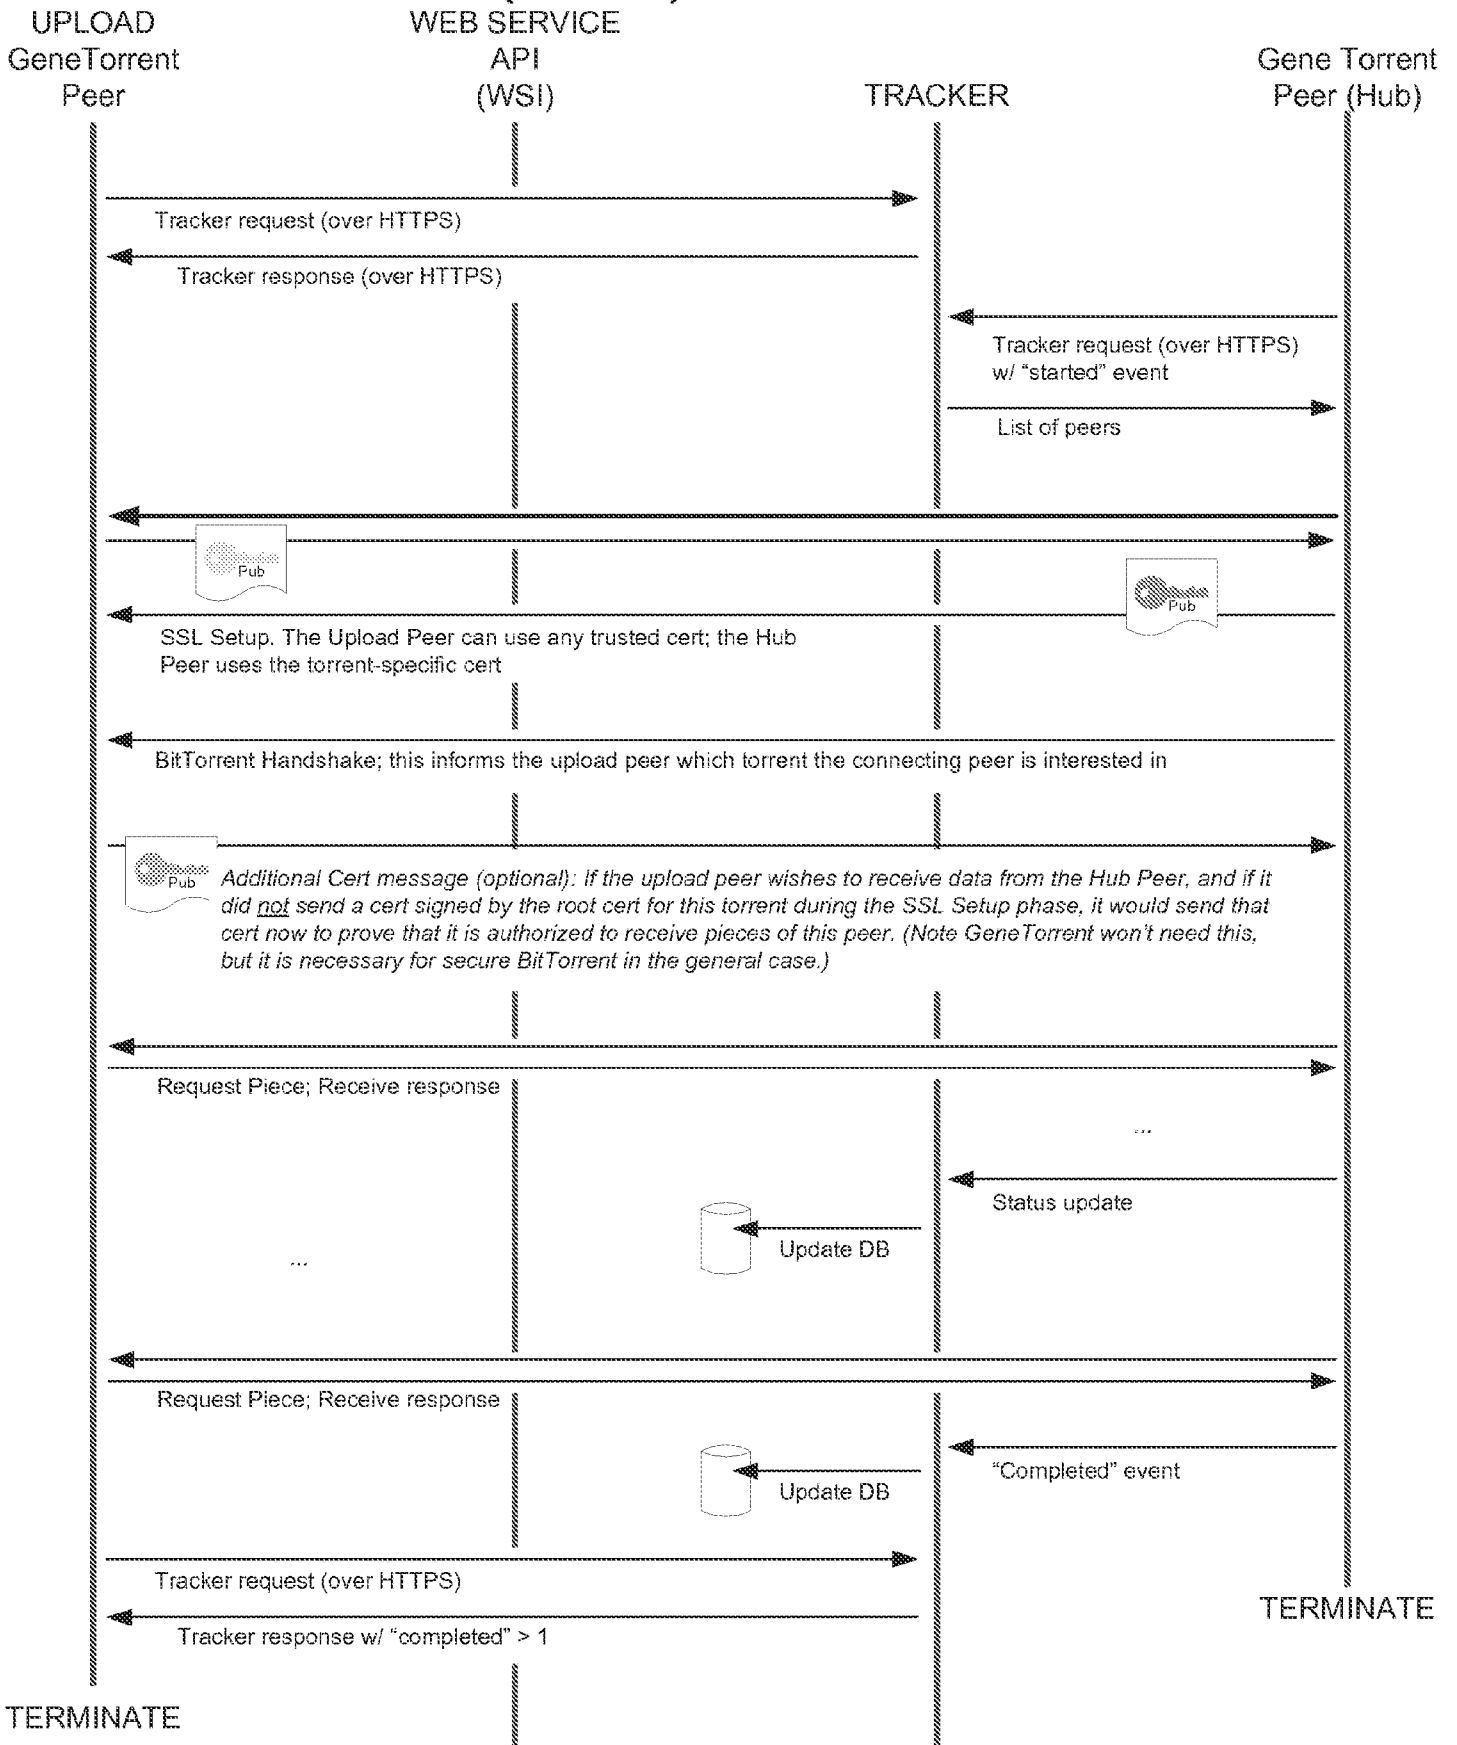 UPLOAD
GeneTorrent
Peer
WEB SERVICE
API
(WSI)
TRACKER
Gene Torrent
Peer (Hub)
Tracker request (over HTTPS)
Tracker response (over HTTPS)
Tracker request (over HTTPS)
w/ “started” event
List of peers
Pub
Pub
SSL Setup. The Upload Peer can use any trusted cert; the Hub
Peer uses the torrent-specific cert
BitTorrent Handshake; this informs the upload peer which torrent the connecting peer is interested in
Pub
Additional Cert message (optional): If the upload peer wishes to receive data from the Hub Peer, and if it
did not send a cert signed by the root cert for this torrent during the SSL Setup phase, it would send that
cert now to prove that it is authorized to receive pieces of this peer. (Note GeneTorrent won't need this,
but it is necessary for secure BitTorrent in the general case.)
Request Piece; Receive response
...
Status update
Update DB
...
Request Piece; Receive response
“Completed” event
Update DB
Tracker request (over HTTPS)
TERMINATE
Tracker response w/ “completed” > 1
TERMINATE